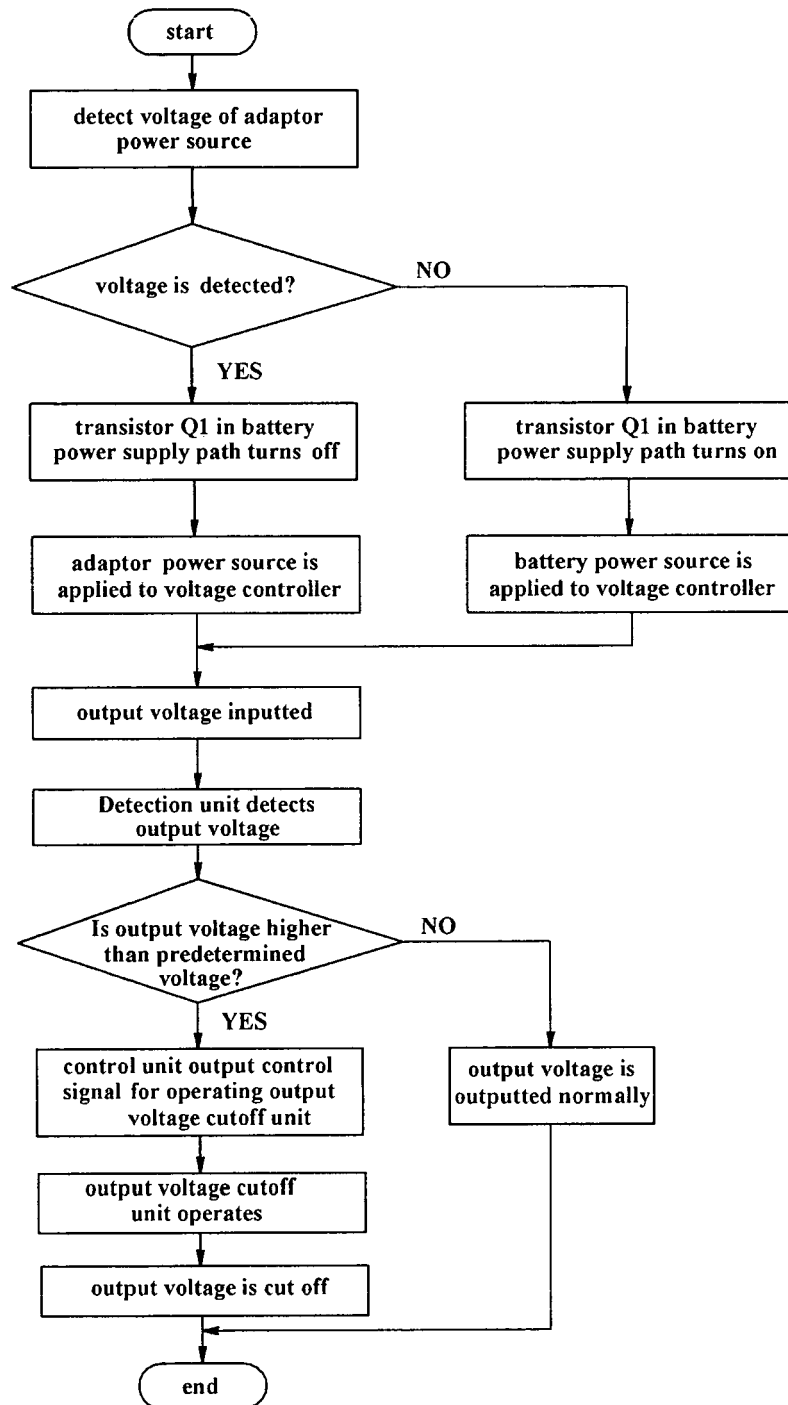 start
detect voltage of adaptor
power source
voltage is detected?
NO
YES
transistor Q1 in battery
power supply path turns off
transistor Q1 in battery
power supply path turns on
adaptor power source is
applied to voltage controller
battery power source is
applied to voltage controller
output voltage inputted
Detection unit detects
output voltage
Is output voltage higher
than predetermined
voltage?
NO
YES
control unit output control
signal for operating output
voltage cutoff unit
output voltage is
outputted normally
output voltage cutoff
unit operates
output voltage is cut off
end